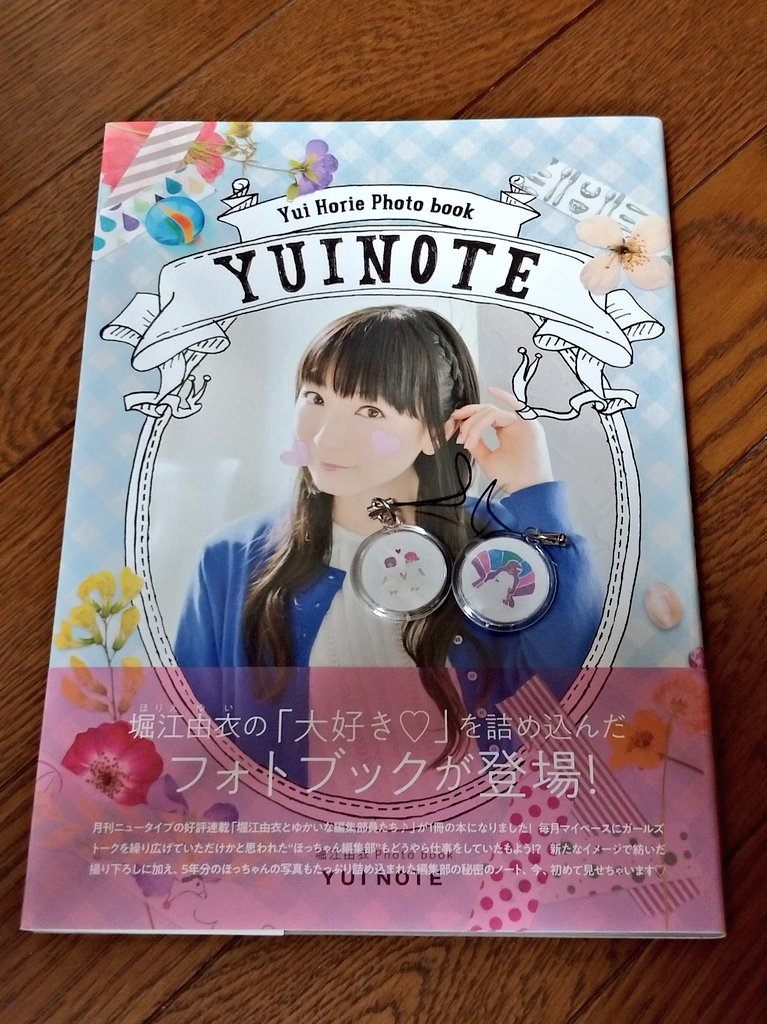 Yui Horie Photo book
YUINOTE
ほりえ ゆい
堀江由衣の「大好き♡」を詰め込んだ
フォトブックが登場!
月刊ニュータイプの好評連載「堀江由衣とゆかいな編集部員たち♪」が1冊の本になりました! 毎月マイペースにガールズ
トークを繰り広げていただけかと思われた“ほっちゃん編集部”もどうやら仕事をしていたもよう!? 新たなイメージで紡いだ
堀江由衣 Photo book
撮り下ろしに加え、5年分のほっちゃんの写真もたっぷり詰め込まれた編集部の秘密のノート、今、初めて見せちゃいます♡
YUINOTE